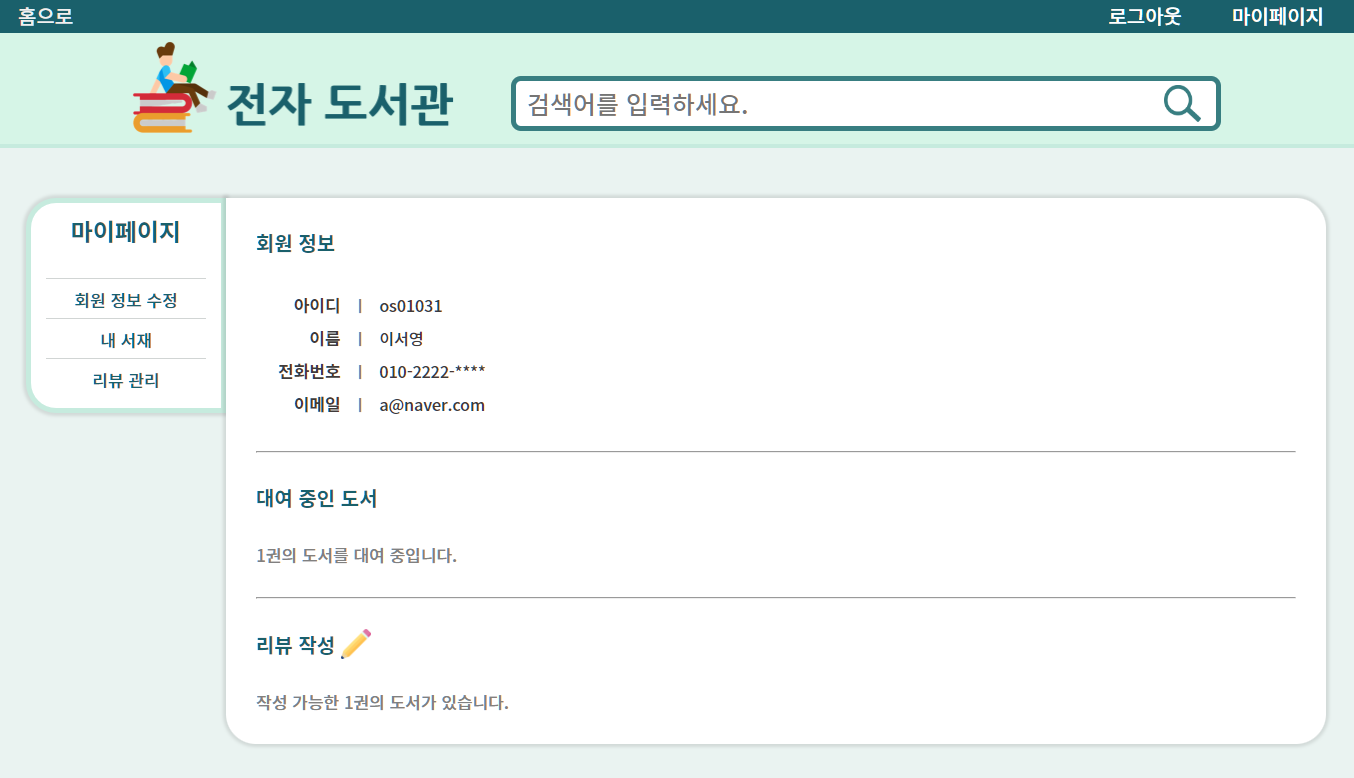 홈으로 로그아웃 마이페이지
전자 도서관
검색어를 입력하세요.
마이페이지
회원 정보 수정
내 서재
리뷰 관리
회원 정보
아이디 | os01031
이름 | 이서영
전화번호 | 010-2222-****
이메일 | a@naver.com
대여 중인 도서
1권의 도서를 대여 중입니다.
리뷰 작성
작성 가능한 1권의 도서가 있습니다.